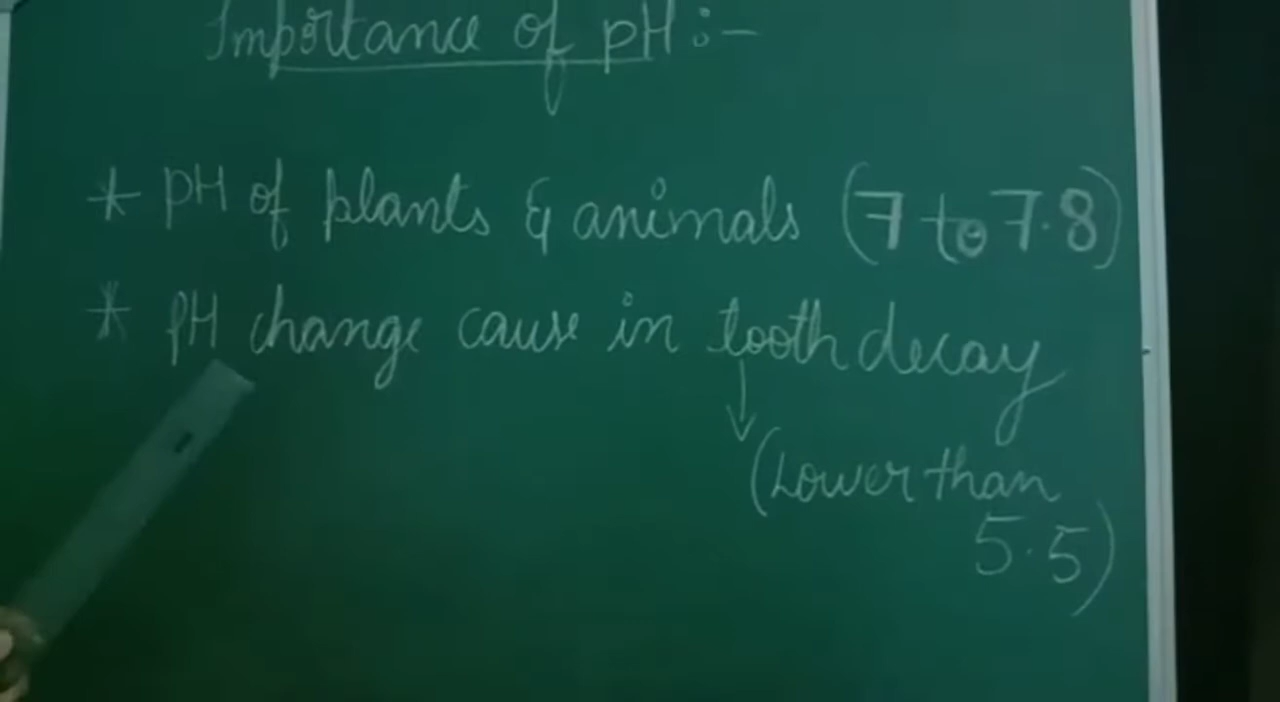 Importance of pH :-
* pH of plants & animals (7 to 7.8)
* pH change cause in tooth decay
↓
(Lower than
5.5)